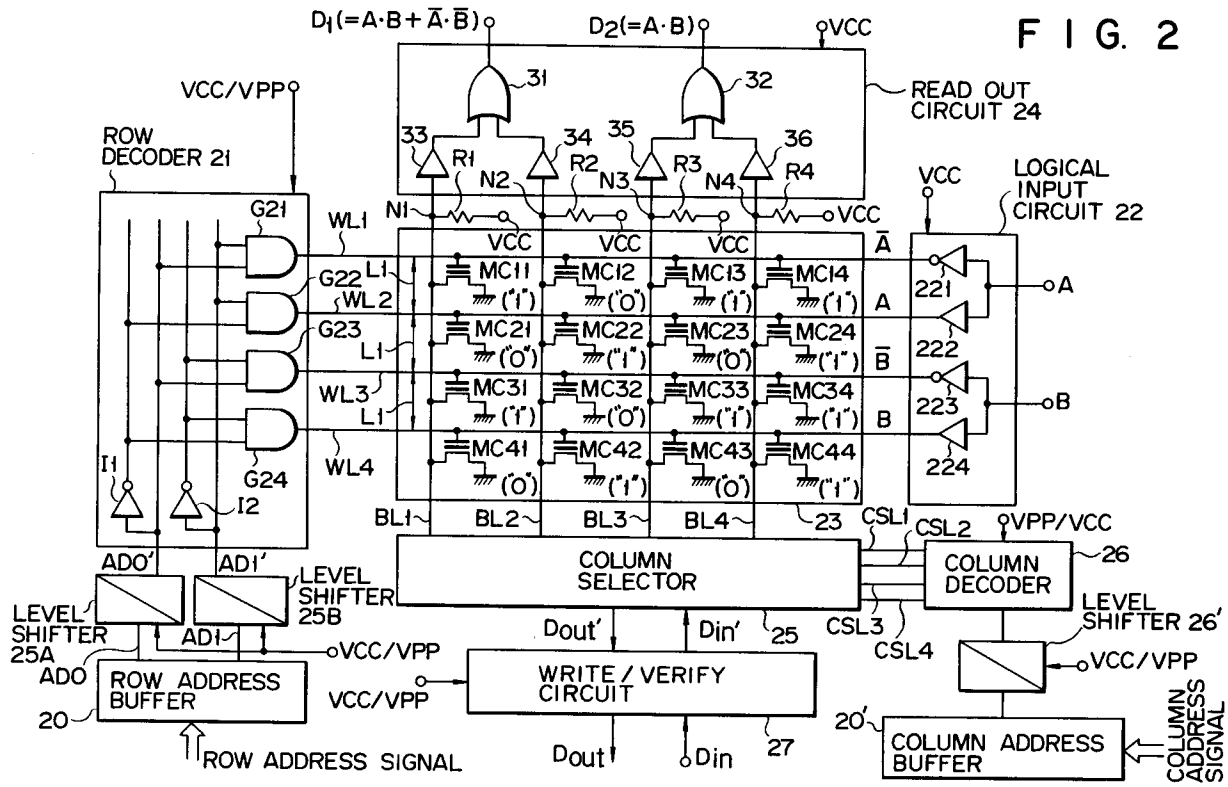 D1(=A·B+A̅·B̅)
D2(=A·B)
VCC
FIG. 2
31
32
READ OUT
CIRCUIT 24
VCC/VPP
ROW
DECODER 21
33
34
35
36
R1
R2
R3
R4
N1
N2
N3
N4
VCC
VCC
VCC
VCC
VCC
LOGICAL
INPUT
CIRCUIT 22
G21
G22
G23
G24
WL1
WL2
WL3
WL4
L1
L1
L1
MC11
("1")
MC12
("0")
MC13
("1")
MC14
("1")
MC21
("0")
MC22
("1")
MC23
("0")
MC24
("1")
MC31
("1")
MC32
("0")
MC33
("1")
MC34
("1")
MC41
("0")
MC42
("1")
MC43
("0")
MC44
("1")
A̅
A
B̅
B
221
222
223
224
A
B
I1
I2
23
BL1
BL2
BL3
BL4
CSL1
CSL2
CSL3
CSL4
VPP/VCC
COLUMN
SELECTOR
25
COLUMN
DECODER
26
AD0'
AD1'
LEVEL
SHIFTER
25A
LEVEL
SHIFTER
25B
AD0
AD1
VCC/VPP
ROW ADDRESS
BUFFER
20
ROW ADDRESS SIGNAL
Dout'
Din'
VCC/VPP
WRITE/VERIFY
CIRCUIT
27
Dout
Din
LEVEL
SHIFTER 26'
VCC/VPP
20'
COLUMN ADDRESS
BUFFER
COLUMN
ADDRESS
SIGNAL